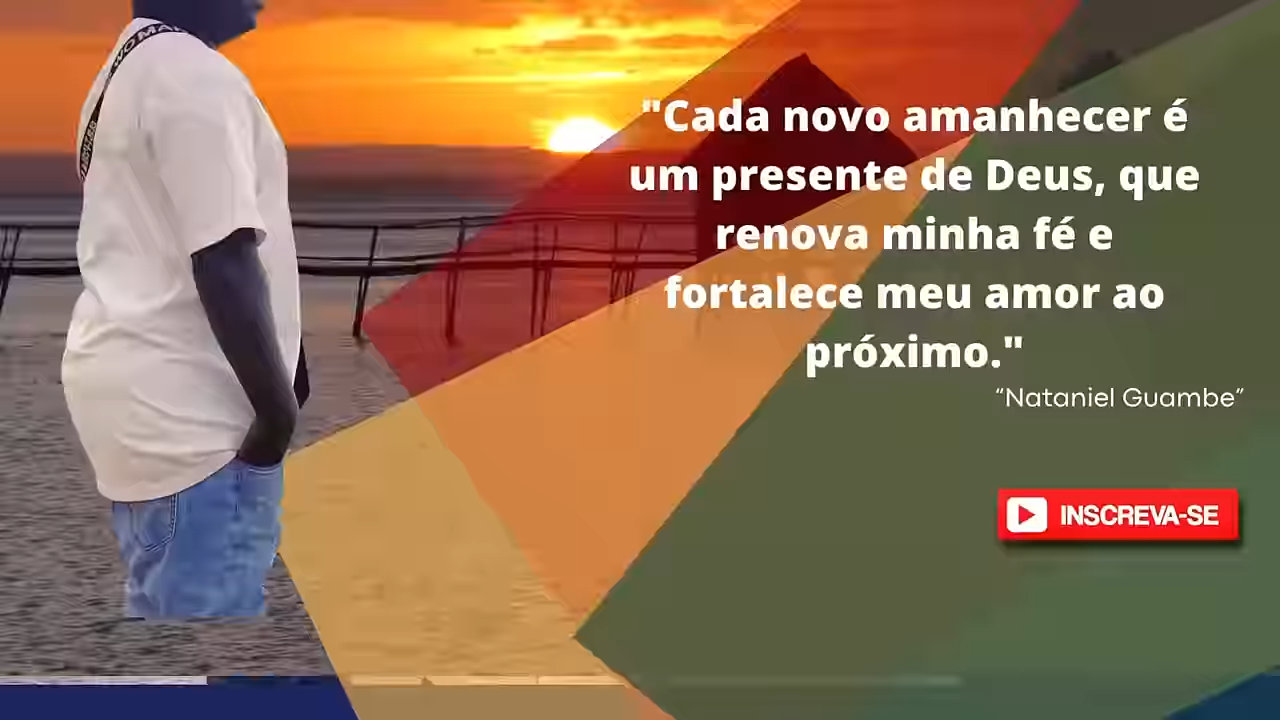 "Cada novo amanhecer é
um presente de Deus, que
renova minha fé e
fortalece meu amor ao
próximo."
“Nataniel Guambe”
INSCREVA-SE